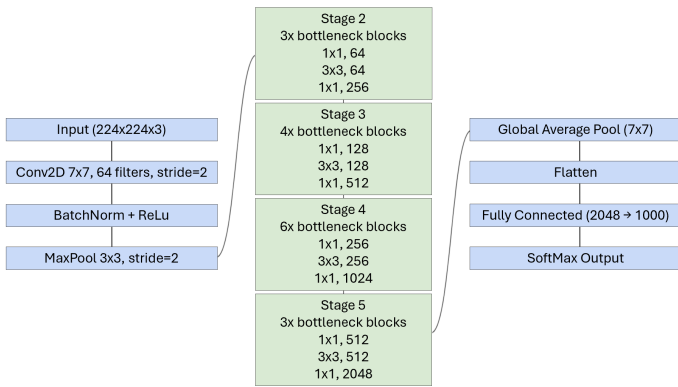 Input (224x224x3)
Conv2D 7x7, 64 filters, stride=2
BatchNorm + ReLu
MaxPool 3x3, stride=2
Stage 2
3x bottleneck blocks
1x1, 64
3x3, 64
1x1, 256
Stage 3
4x bottleneck blocks
1x1, 128
3x3, 128
1x1, 512
Stage 4
6x bottleneck blocks
1x1, 256
3x3, 256
1x1, 1024
Stage 5
3x bottleneck blocks
1x1, 512
3x3, 512
1x1, 2048
Global Average Pool (7x7)
Flatten
Fully Connected (2048 → 1000)
SoftMax Output